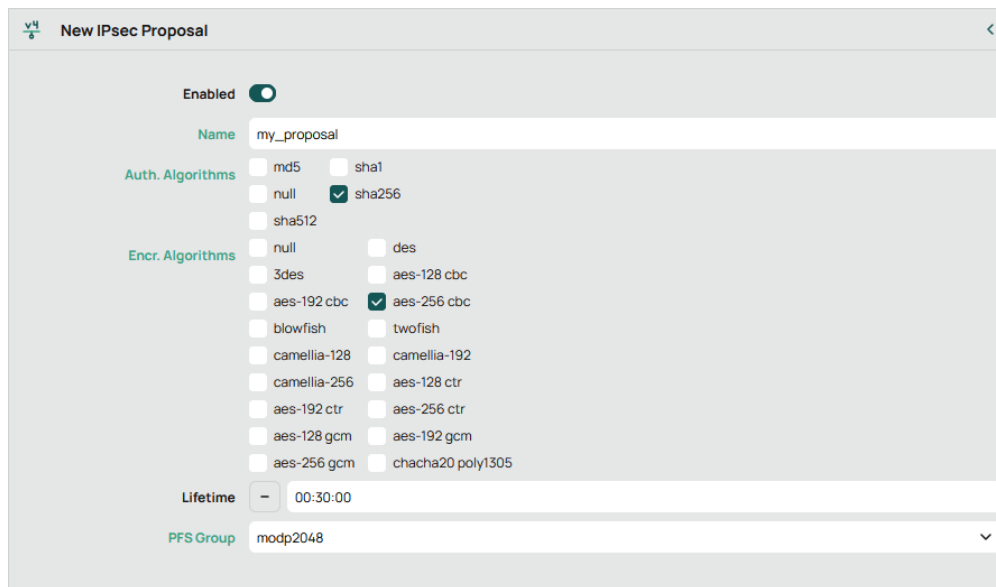 v4
6
New IPsec Proposal
Enabled
Name my_proposal
Auth. Algorithms md5 sha1
null sha256
sha512
Encr. Algorithms null des
3des aes-128 cbc
aes-192 cbc aes-256 cbc
blowfish twofish
camellia-128 camellia-192
camellia-256 aes-128 ctr
aes-192 ctr aes-256 ctr
aes-128 gcm aes-192 gcm
aes-256 gcm chacha20 poly1305
Lifetime - 00:30:00
PFS Group modp2048